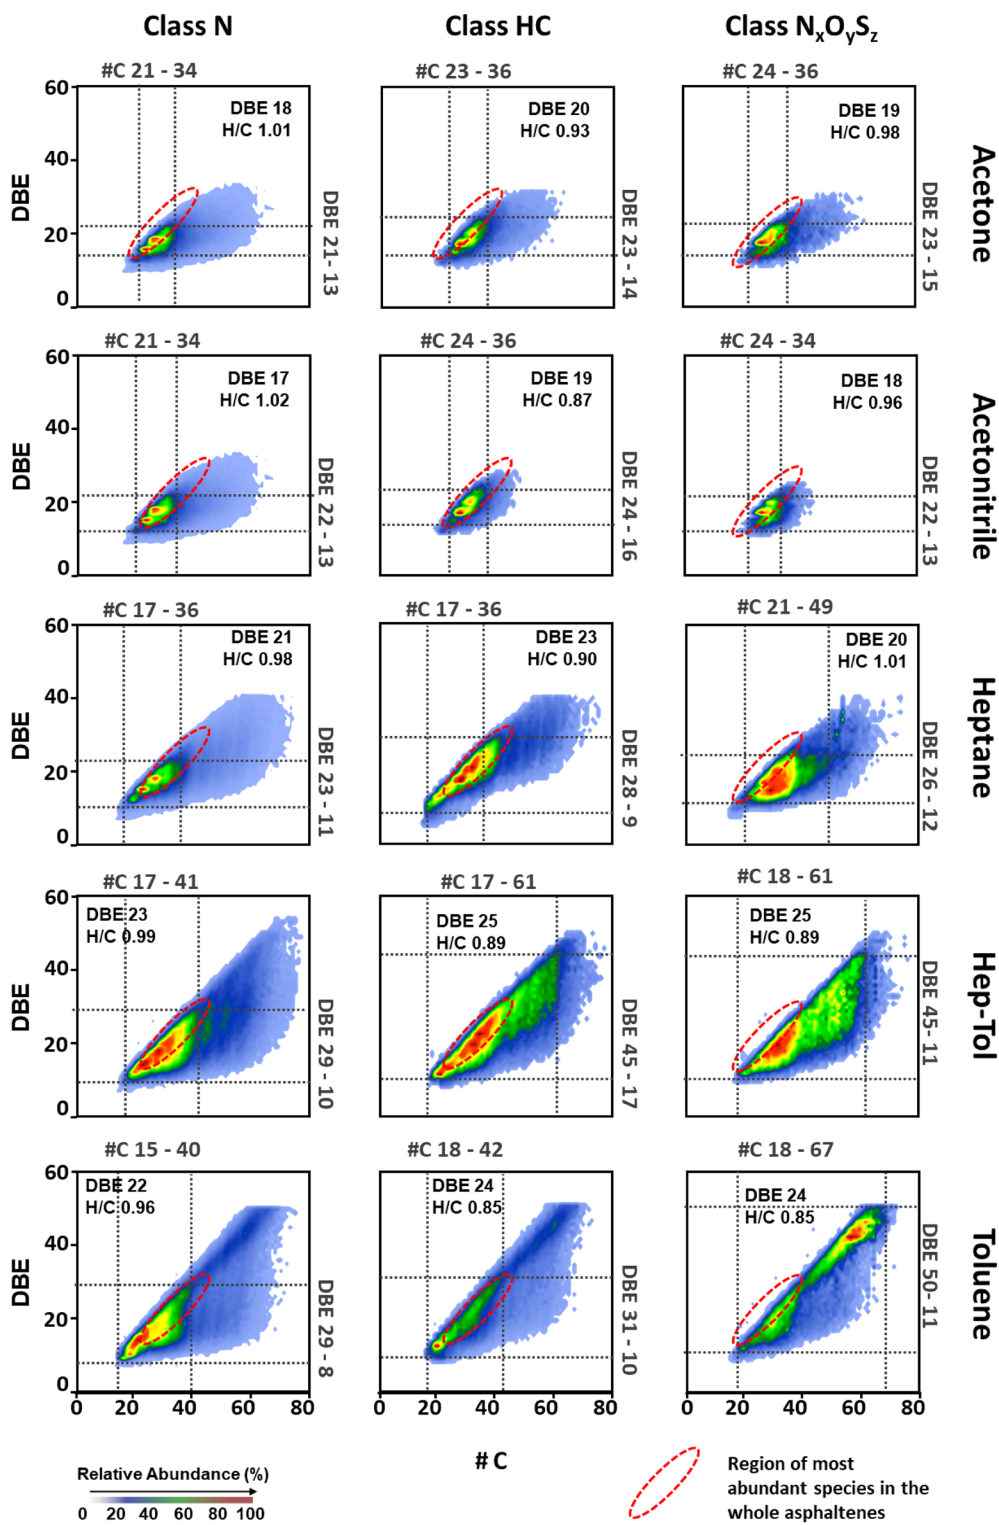 Class N
Class HC
Class NxOySz
#C 21 - 34
#C 23 - 36
#C 24 - 36
60
40
20
0
DBE
DBE 18
H/C 1.01
DBE 21- 13
DBE 20
H/C 0.93
DBE 23 - 14
DBE 19
H/C 0.98
DBE 23 - 15
Acetone
#C 21 - 34
#C 24 - 36
#C 24 - 34
60
40
20
0
DBE
DBE 17
H/C 1.02
DBE 22 - 13
DBE 19
H/C 0.87
DBE 24 - 16
DBE 18
H/C 0.96
DBE 22 - 13
Acetonitrile
#C 17 - 36
#C 17 - 36
#C 21 - 49
60
40
20
0
DBE
DBE 21
H/C 0.98
DBE 23 - 11
DBE 23
H/C 0.90
DBE 28 - 9
DBE 20
H/C 1.01
DBE 26 - 12
Heptane
#C 17 - 41
#C 17 - 61
#C 18 - 61
60
40
20
0
DBE
DBE 23
H/C 0.99
DBE 29 - 10
DBE 25
H/C 0.89
DBE 45 - 17
DBE 25
H/C 0.89
DBE 45- 11
Hep-Tol
#C 15 - 40
#C 18 - 42
#C 18 - 67
60
40
20
0
DBE
DBE 22
H/C 0.96
DBE 29 - 8
DBE 24
H/C 0.85
DBE 31 - 10
DBE 24
H/C 0.85
DBE 50- 11
Toluene
0 20 40 60 80
0 20 40 60 80
0 20 40 60 80
# C
Relative Abundance (%)
0 20 40 60 80 100
Region of most
abundant species in the
whole asphaltenes